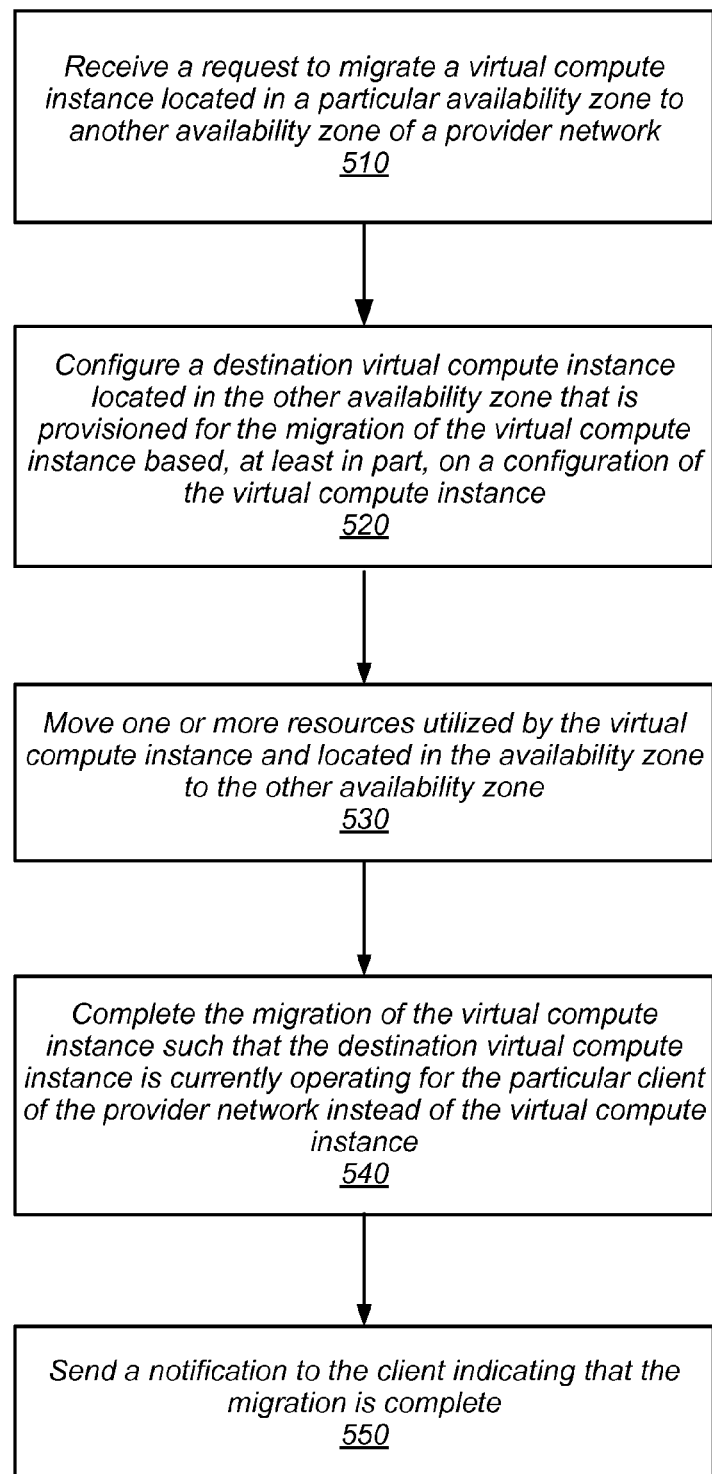 Receive a request to migrate a virtual compute
instance located in a particular availability zone to
another availability zone of a provider network
510
Configure a destination virtual compute instance
located in the other availability zone that is
provisioned for the migration of the virtual compute
instance based, at least in part, on a configuration of
the virtual compute instance
520
Move one or more resources utilized by the virtual
compute instance and located in the availability zone
to the other availability zone
530
Complete the migration of the virtual compute
instance such that the destination virtual compute
instance is currently operating for the particular client
of the provider network instead of the virtual compute
instance
540
Send a notification to the client indicating that the
migration is complete
550